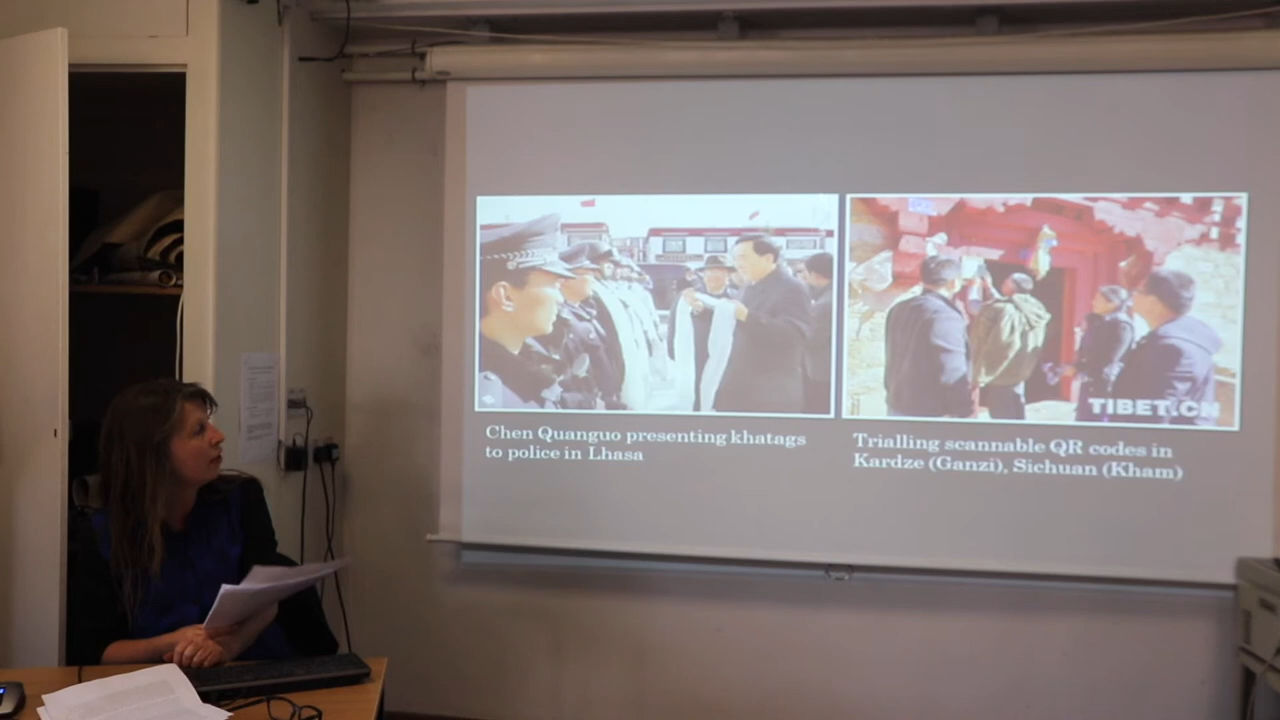 TIBET.CN
Chen Quanguo presenting khatags
to police in Lhasa
Trialling scannable QR codes in
Kardze (Ganzi), Sichuan (Kham)